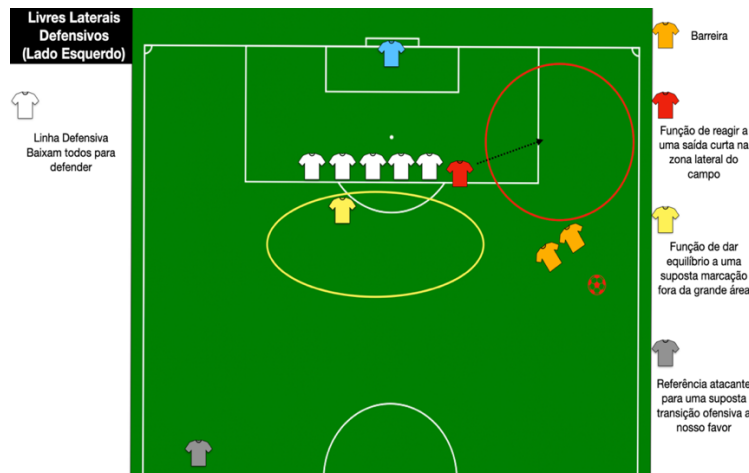 Livres Laterais
Defensivos
(Lado Esquerdo)
Linha Defensiva
Baixam todos para
defender
Barreira
Função de reagir a
uma saída curta na
zona lateral do
campo
Função de dar
equilíbrio a uma
suposta marcação
fora da grande área
Referência atacante
para uma suposta
transição ofensiva a
nosso favor